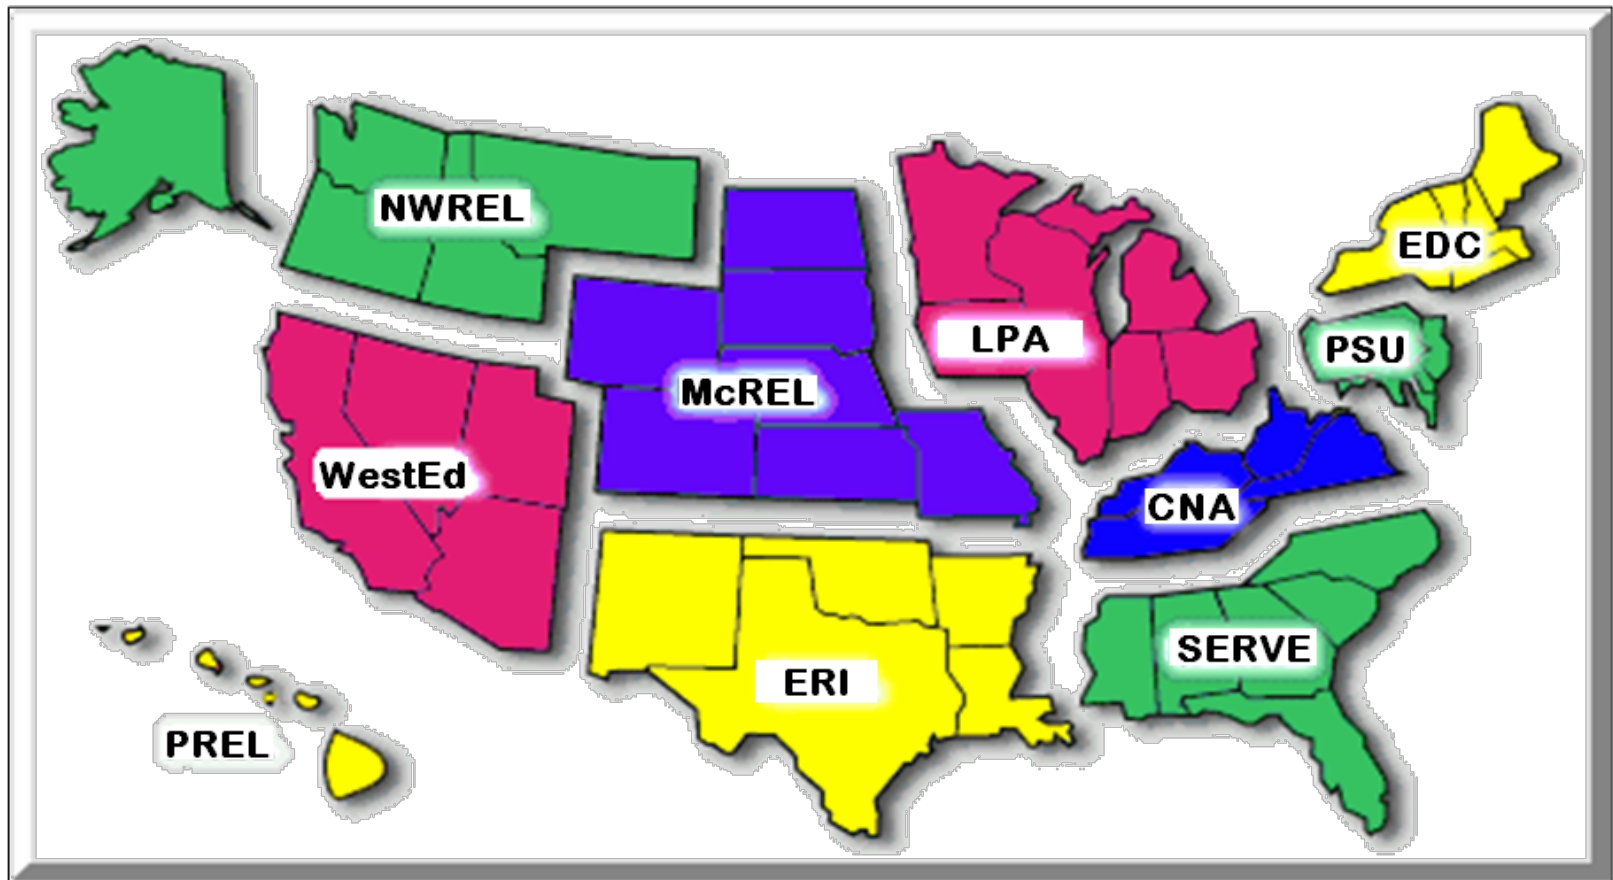 NWREL
EDC
LPA
PSU
McREL
WestEd
CNA
SERVE
ERI
PREL